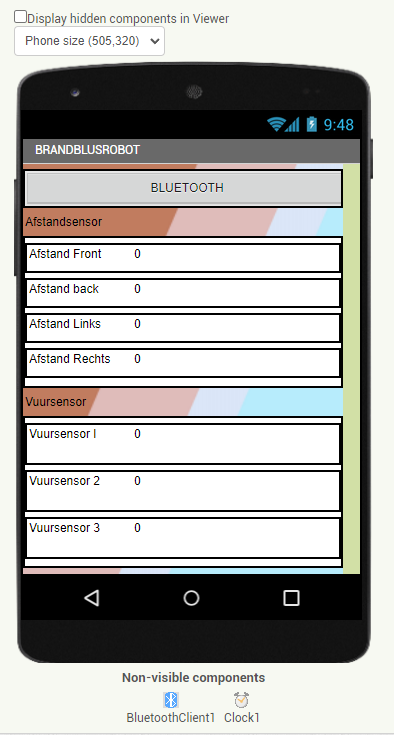 Display hidden components in Viewer
Phone size (505,320)
9:48
BRANDBLUSROBOT
BLUETOOTH
Afstandsensor
Afstand Front 0
Afstand back 0
Afstand Links 0
Afstand Rechts 0
Vuursensor
Vuursensor I 0
Vuursensor 2 0
Vuursensor 3 0
Non-visible components
BluetoothClient1 Clock1